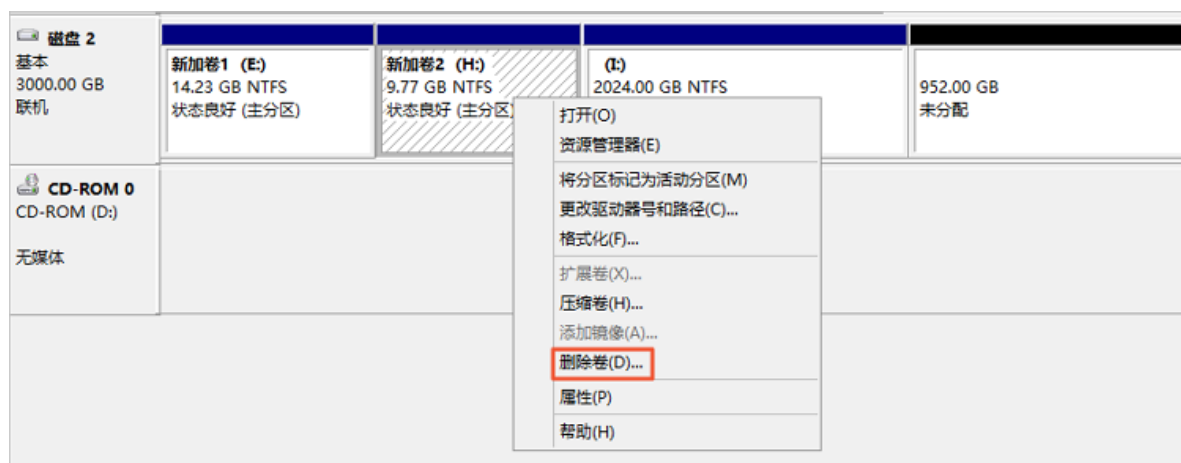 磁盘 2
基本
3000.00 GB
联机
新加卷1 (E:)
14.23 GB NTFS
状态良好 (主分区)
新加卷2 (H:)
9.77 GB NTFS
状态良好 (主分区)
(I:)
2024.00 GB NTFS
952.00 GB
未分配
CD-ROM 0
CD-ROM (D:)
无媒体
打开(O)
资源管理器(E)
将分区标记为活动分区(M)
更改驱动器号和路径(C)...
格式化(F)...
扩展卷(X)...
压缩卷(H)...
添加镜像(A)...
删除卷(D)...
属性(P)
帮助(H)